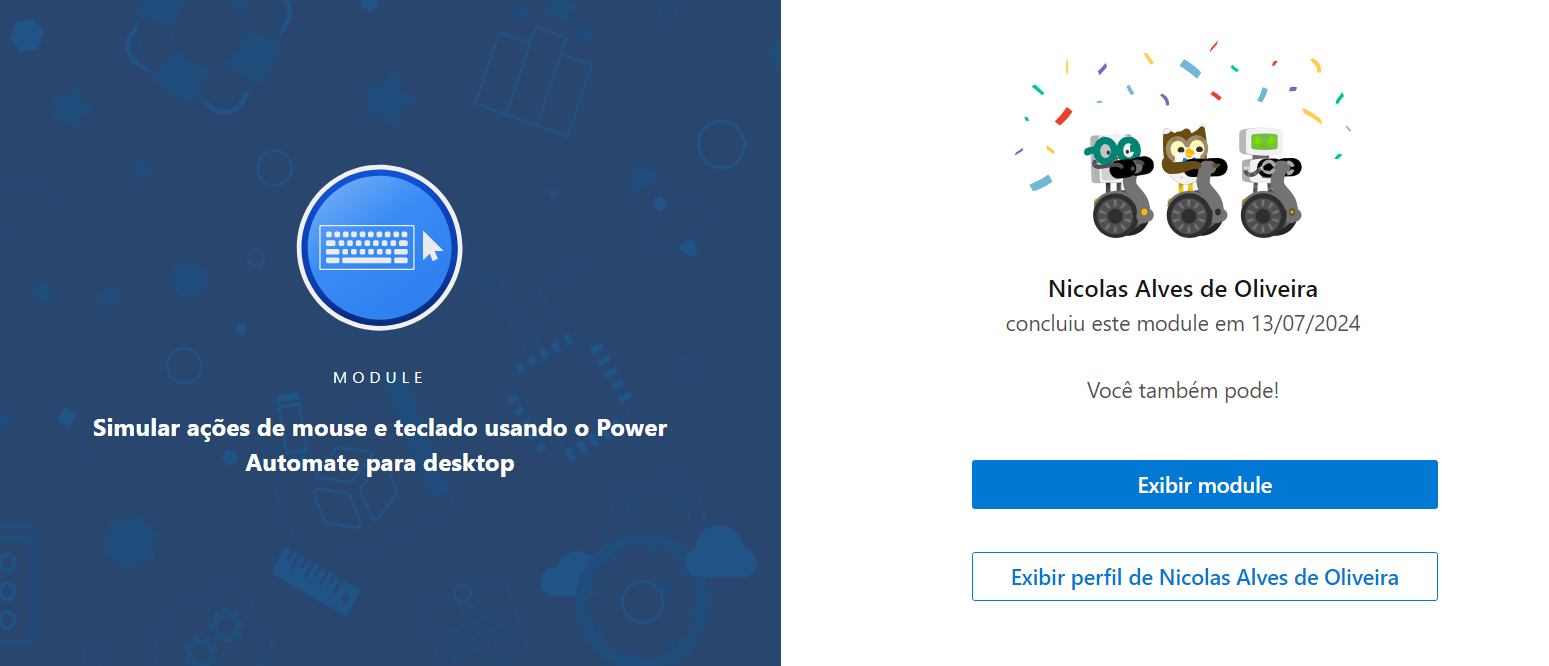 MODULE
Simular ações de mouse e teclado usando o Power
Automate para desktop
Nicolas Alves de Oliveira
concluiu este module em 13/07/2024
Você também pode!
Exibir module
Exibir perfil de Nicolas Alves de Oliveira